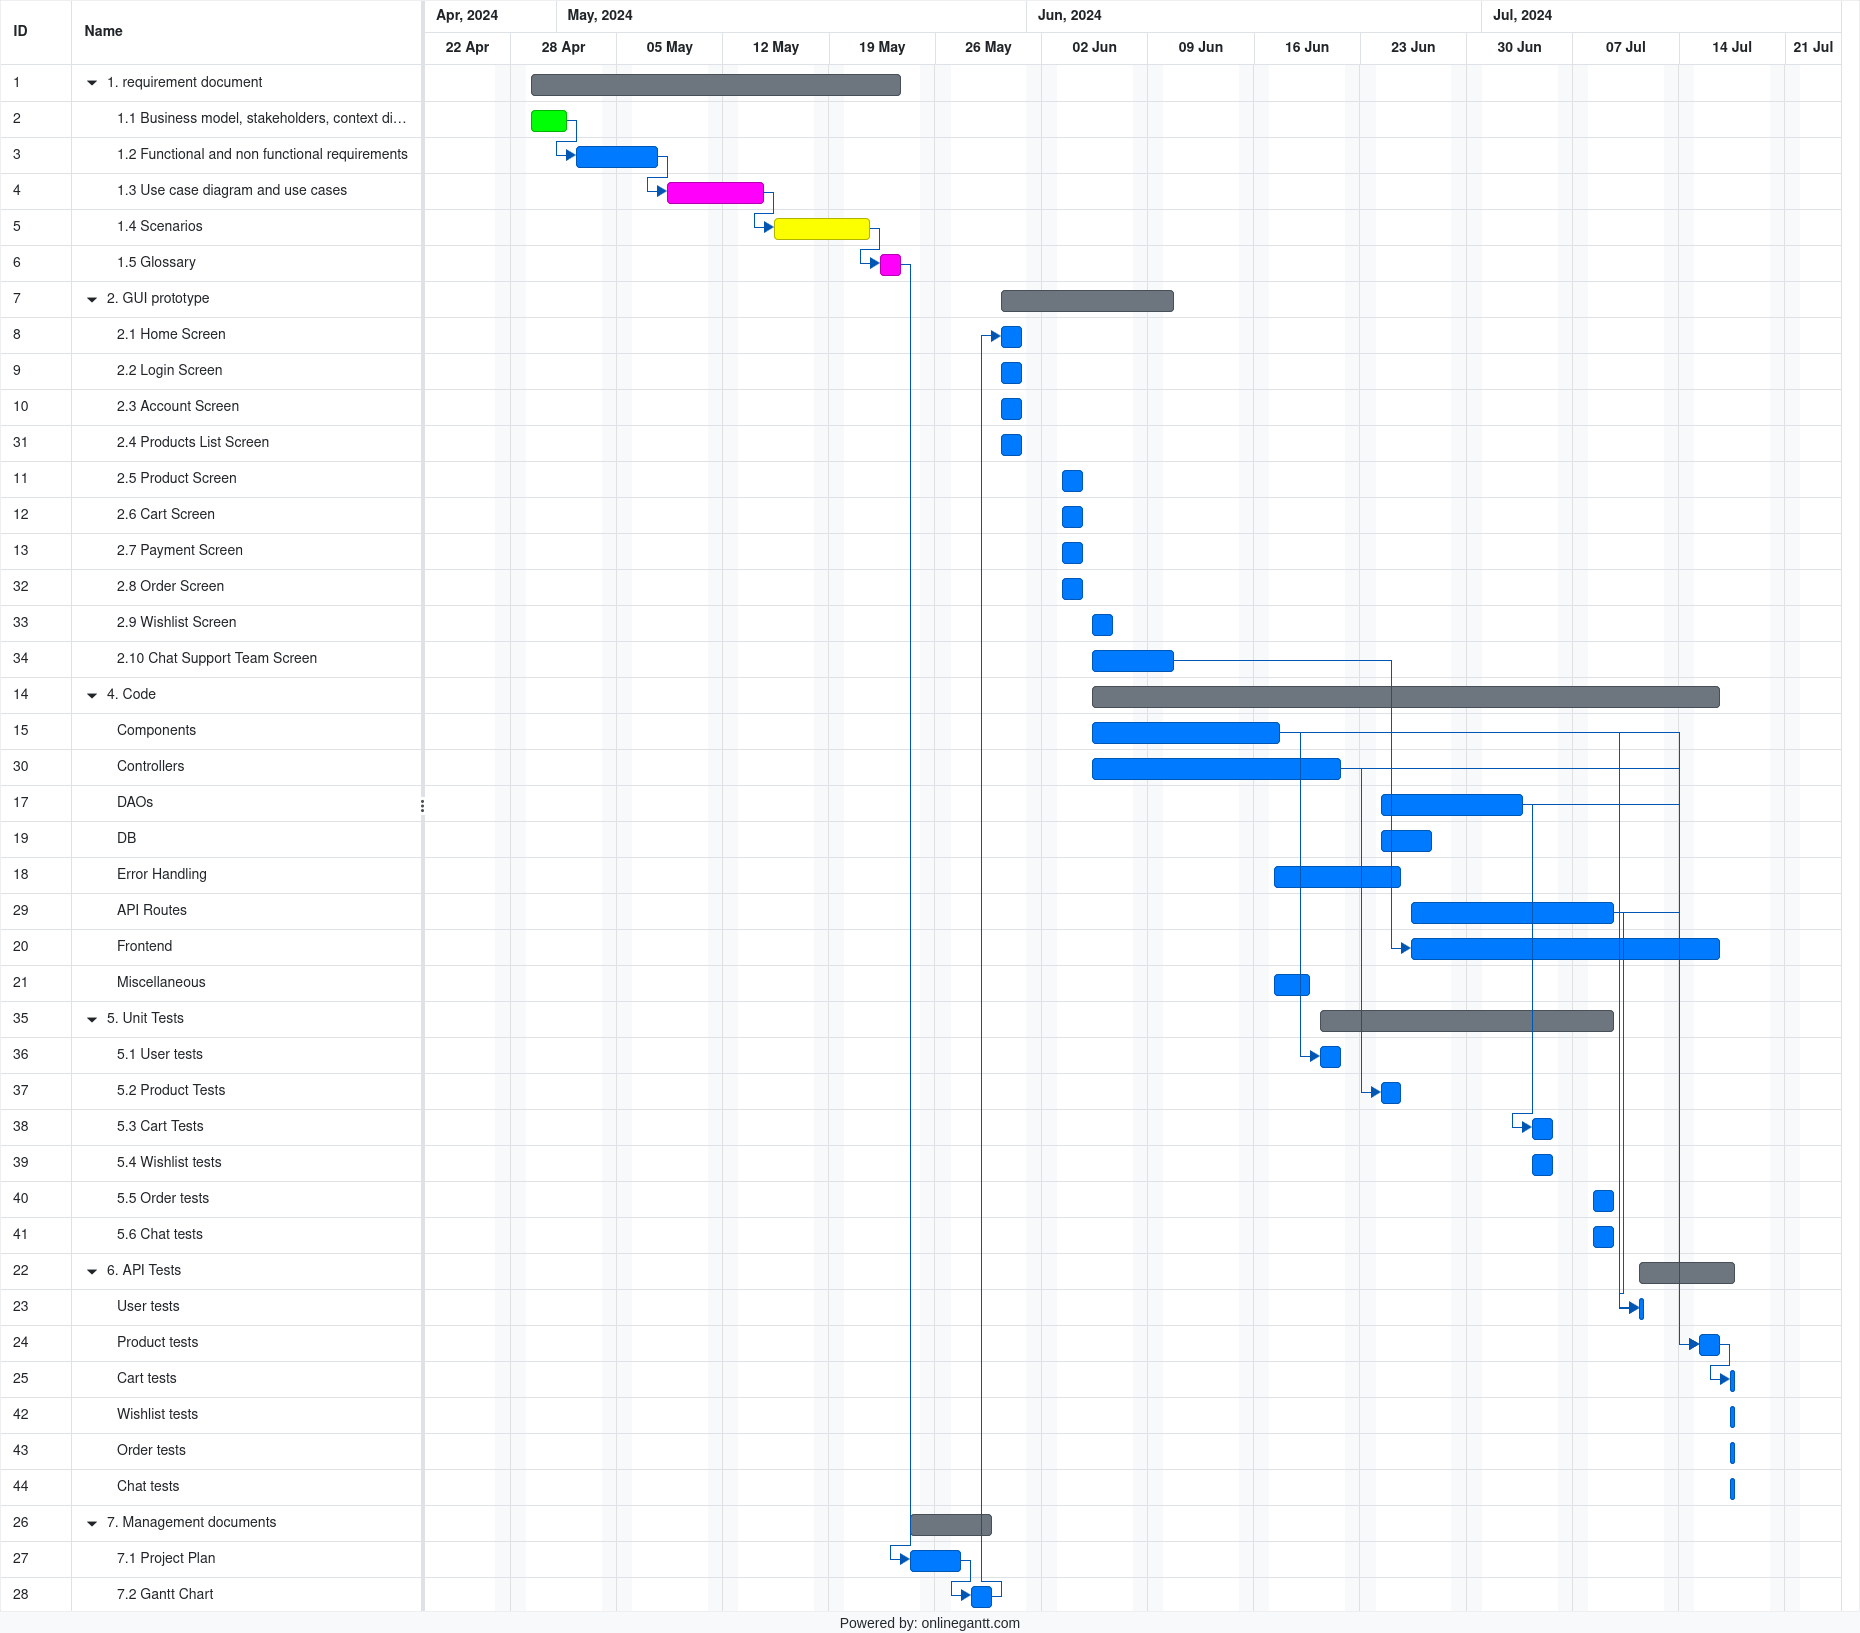 ID Name Apr, 2024 May, 2024 Jun, 2024 Jul, 2024
22 Apr 28 Apr 05 May 12 May 19 May 26 May 02 Jun 09 Jun 16 Jun 23 Jun 30 Jun 07 Jul 14 Jul 21 Jul
1 1. requirement document
2 1.1 Business model, stakeholders, context di...
3 1.2 Functional and non functional requirements
4 1.3 Use case diagram and use cases
5 1.4 Scenarios
6 1.5 Glossary
7 2. GUI prototype
8 2.1 Home Screen
9 2.2 Login Screen
10 2.3 Account Screen
31 2.4 Products List Screen
11 2.5 Product Screen
12 2.6 Cart Screen
13 2.7 Payment Screen
32 2.8 Order Screen
33 2.9 Wishlist Screen
34 2.10 Chat Support Team Screen
14 4. Code
15 Components
30 Controllers
17 DAOs
19 DB
18 Error Handling
29 API Routes
20 Frontend
21 Miscellaneous
35 5. Unit Tests
36 5.1 User tests
37 5.2 Product Tests
38 5.3 Cart Tests
39 5.4 Wishlist tests
40 5.5 Order tests
41 5.6 Chat tests
22 6. API Tests
23 User tests
24 Product tests
25 Cart tests
42 Wishlist tests
43 Order tests
44 Chat tests
26 7. Management documents
27 7.1 Project Plan
28 7.2 Gantt Chart
Powered by: onlinegantt.com